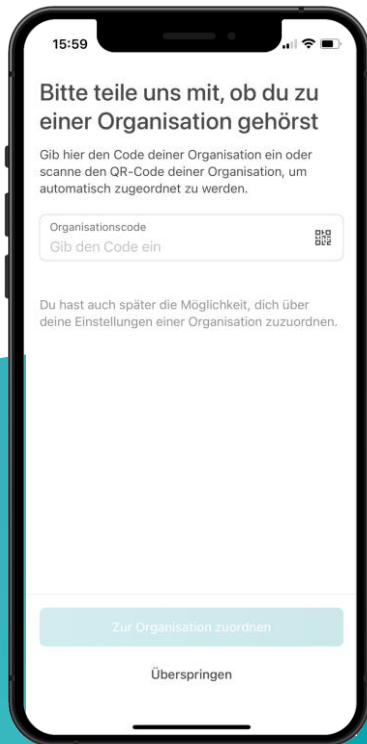 15:59
Bitte teile uns mit, ob du zu
einer Organisation gehörst
Gib hier den Code deiner Organisation ein oder
scanne den QR-Code deiner Organisation, um
automatisch zugeordnet zu werden.
Organisationscode
Gib den Code ein
Du hast auch später die Möglichkeit, dich über
deine Einstellungen einer Organisation zuzuordnen.
Zur Organisation zuordnen
Überspringen